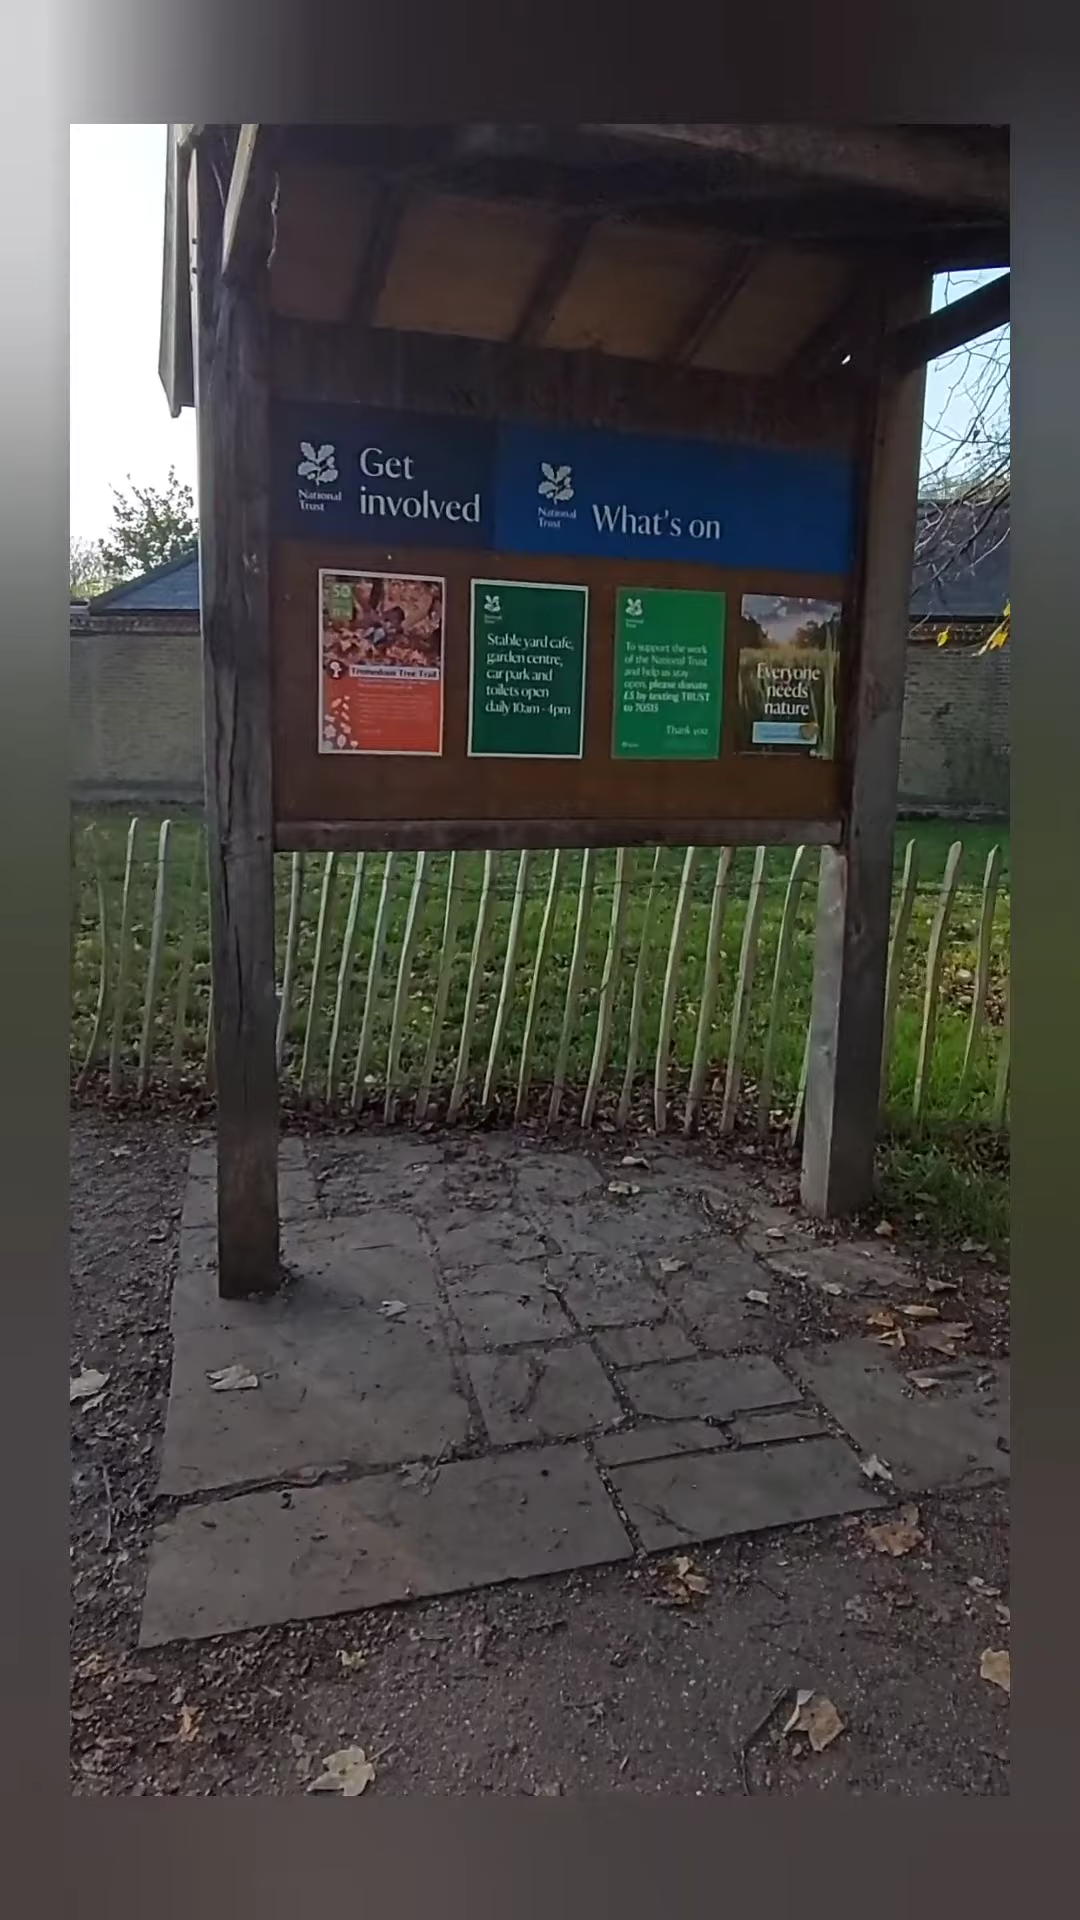 National
Trust
Get
involved
National
Trust
What's on
50
Tremendous Tree Trail
Stable yard cafe,
garden centre,
car park and
toilets open
daily 10am - 4pm
To support the work
of the National Trust
and help us stay
open, please donate
£5 by texting TRUST
to 70515
Thank you
Everyone
needs
nature